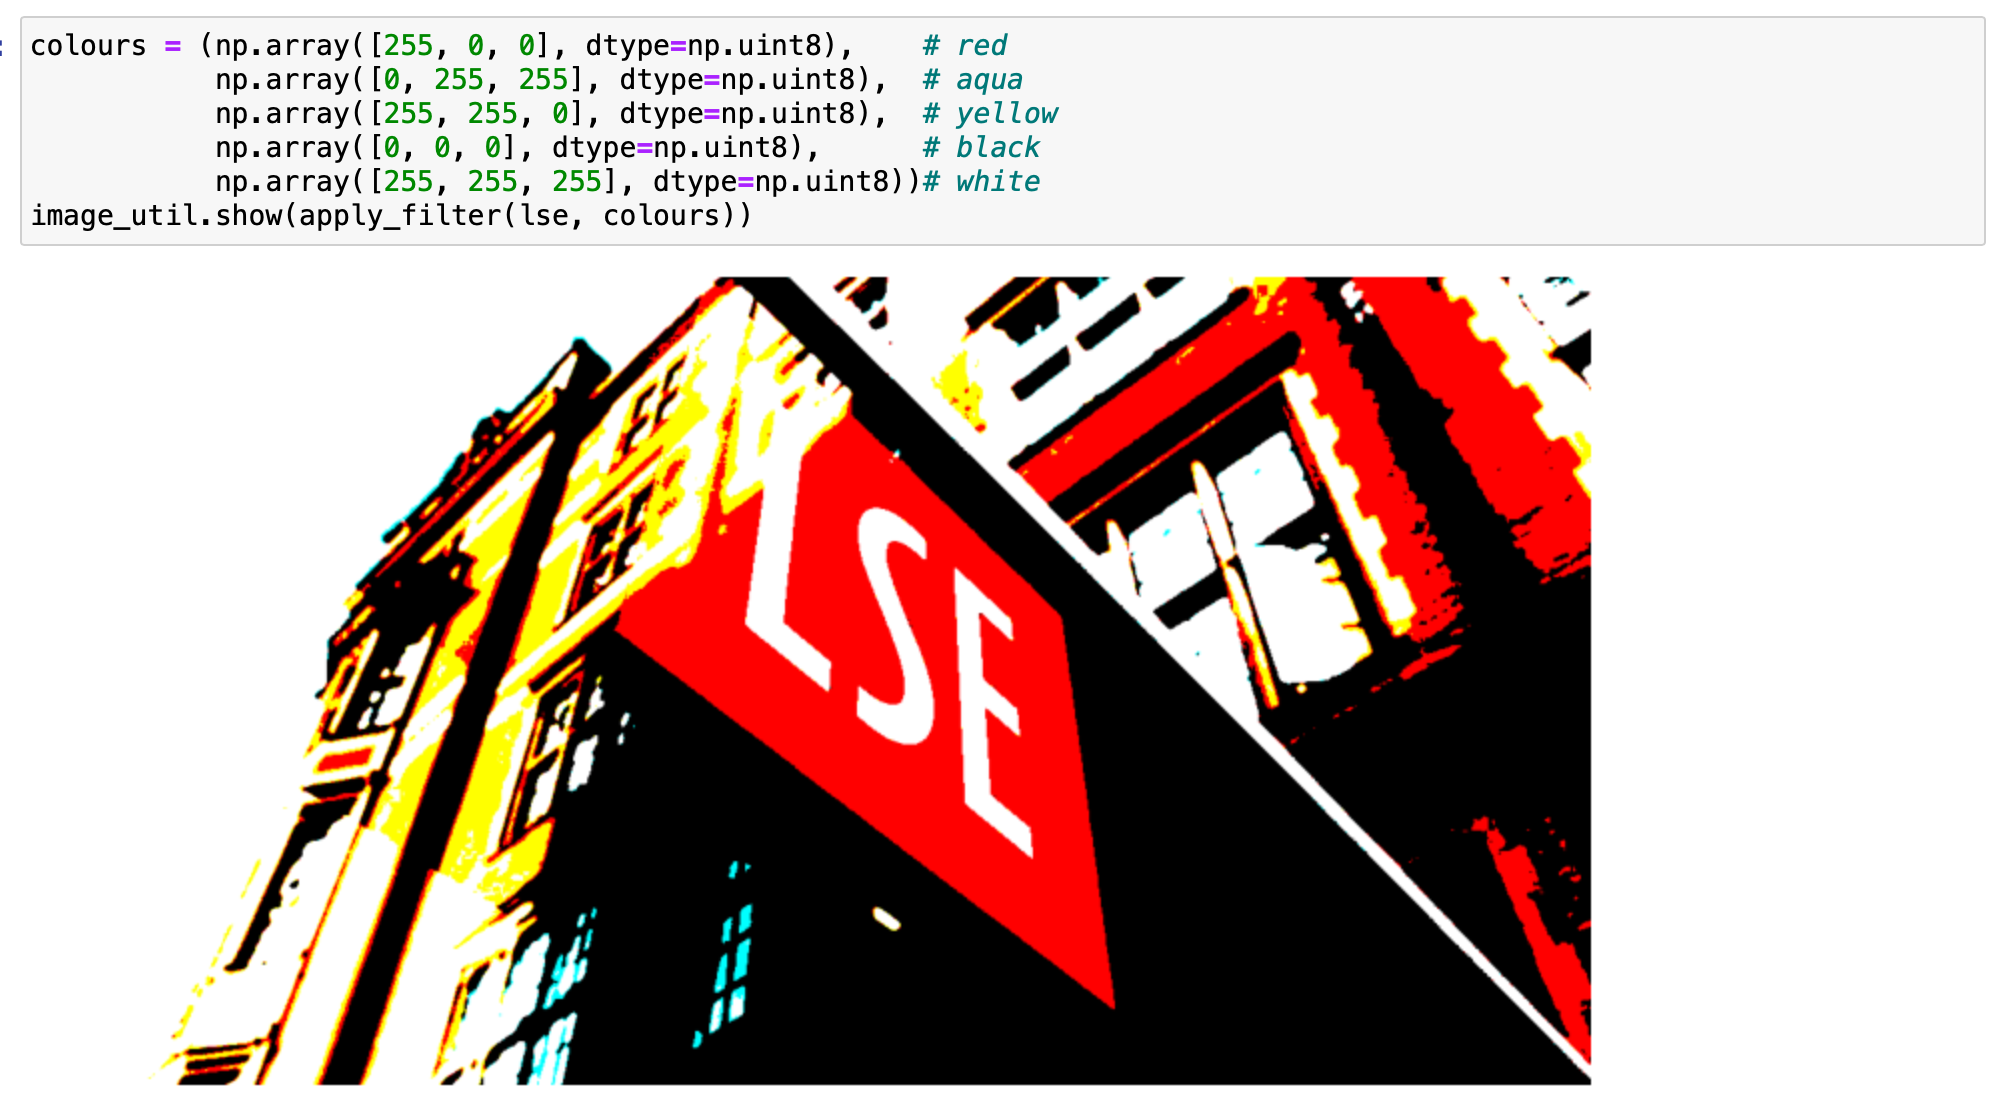 colours = (np.array([255, 0, 0], dtype=np.uint8),    # red
           np.array([0, 255, 255], dtype=np.uint8),  # aqua
           np.array([255, 255, 0], dtype=np.uint8),  # yellow
           np.array([0, 0, 0], dtype=np.uint8),      # black
           np.array([255, 255, 255], dtype=np.uint8))# white
image_util.show(apply_filter(lse, colours))
LSE